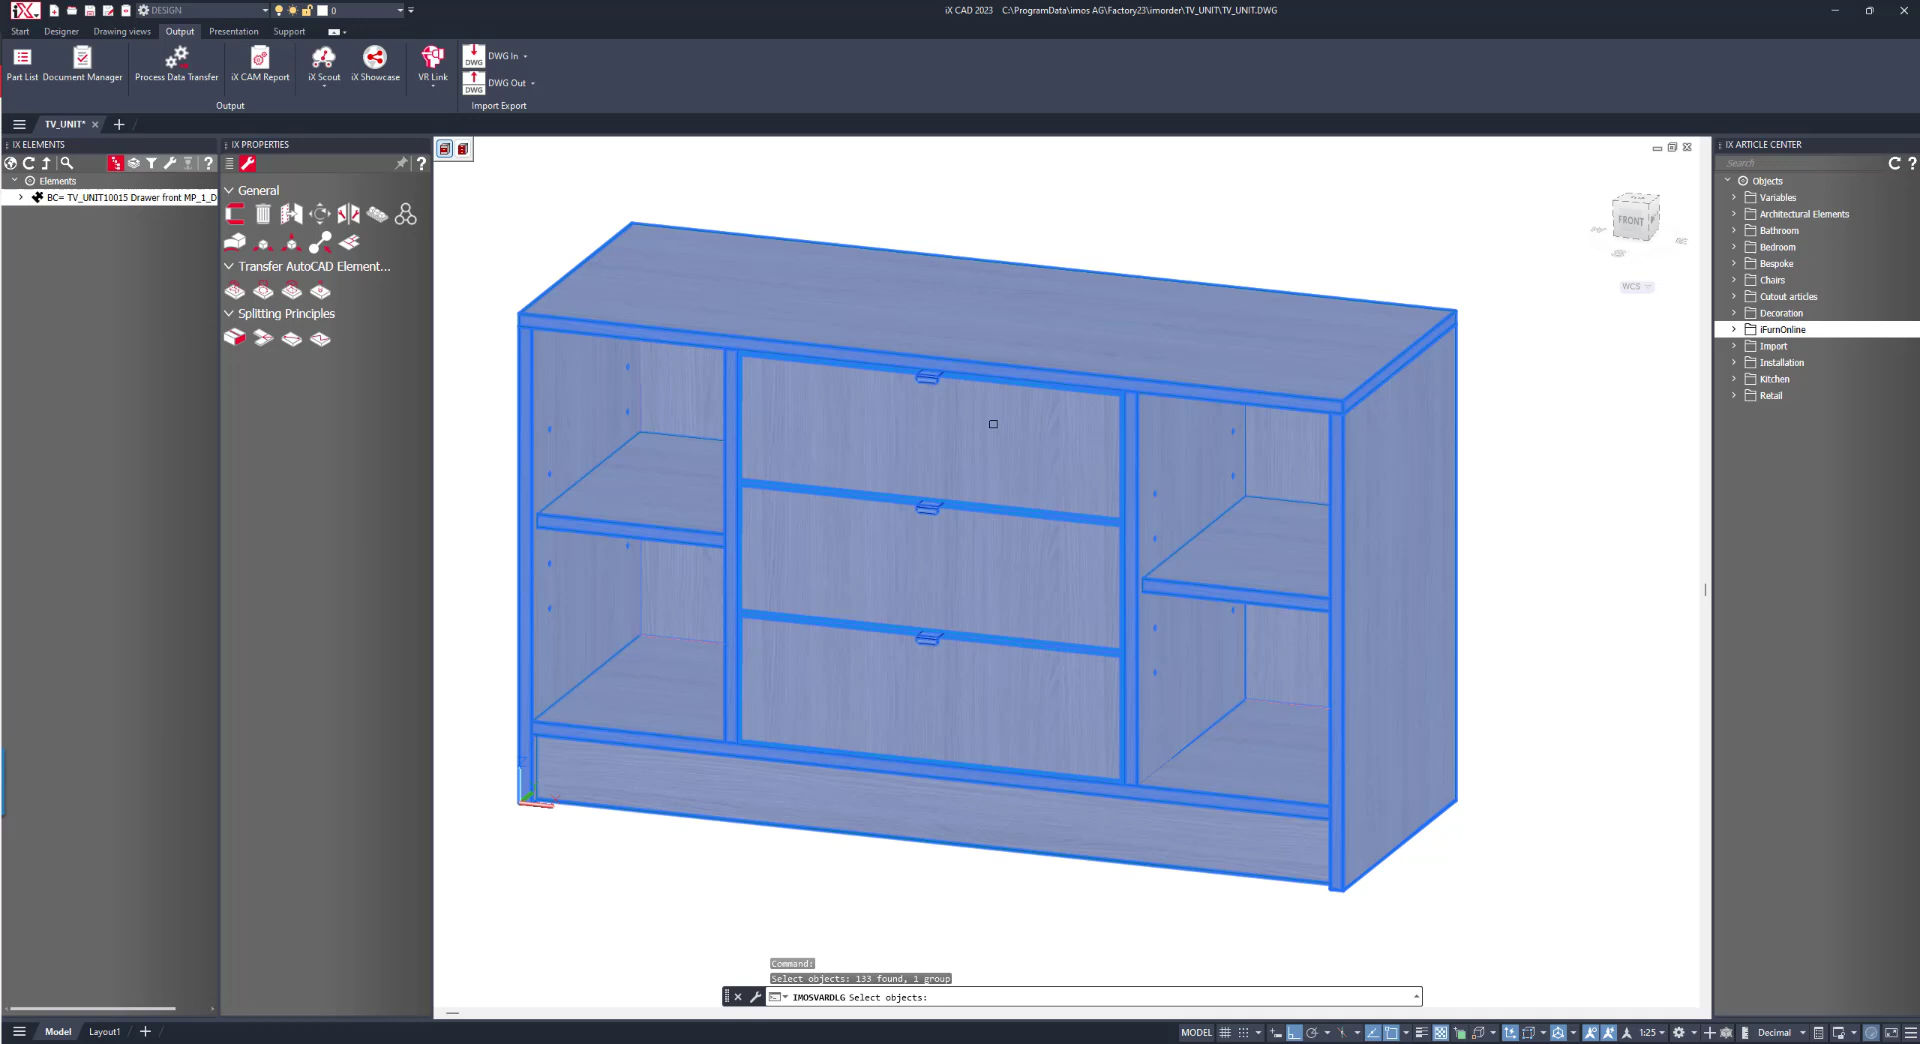 iX
DESIGN
0
iX CAD 2023 C:\ProgramData\imos AG\Factory23\imorder\TV_UNIT\TV_UNIT.DWG
Start Designer Drawing views Output Presentation Support
Part List Document Manager Process Data Transfer iX CAM Report iX Scout iX Showcase VR Link
DWG DWG In
DWG DWG Out
Output Import Export
TV_UNIT*
IX ELEMENTS
Elements
BC= TV_UNIT10015 Drawer front MP_1_D
IX PROPERTIES
General
Transfer AutoCAD Element...
Splitting Principles
FRONT
WCS
IX ARTICLE CENTER
Search
Objects
Variables
Architectural Elements
Bathroom
Bedroom
Bespoke
Chairs
Cutout articles
Decoration
iFurnOnline
Import
Installation
Kitchen
Retail
Command:
Select objects: 133 found, 1 group
IMOSVARDLG Select objects:
Model Layout1
MODEL 1:25 Decimal